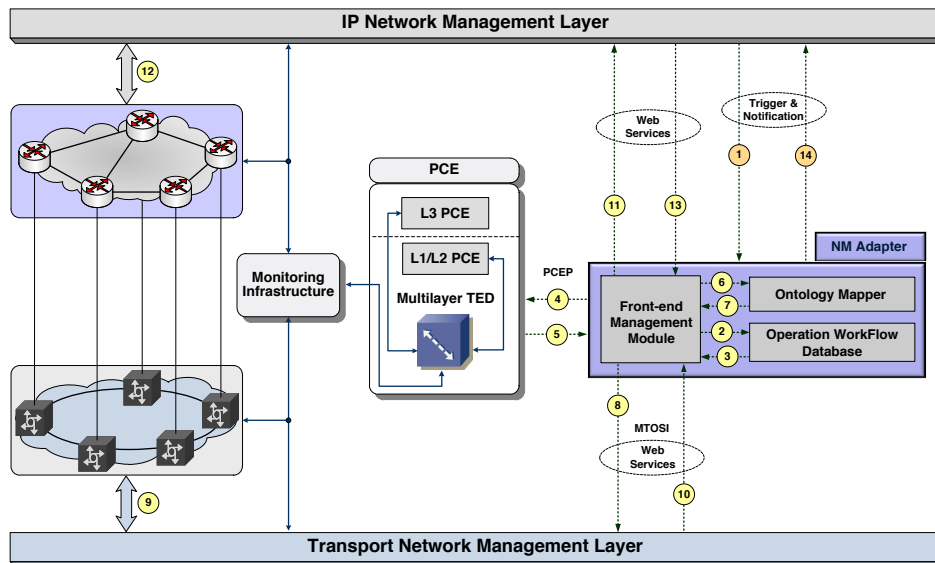 IP Network Management Layer
12
Web
Services
Trigger &
Notification
1
14
PCE
11
13
L3 PCE
NM Adapter
L1/L2 PCE
Monitoring
Infrastructure
Multilayer TED
PCEP
4
5
Front-end
Management
Module
6
7
Ontology Mapper
2
3
Operation WorkFlow
Database
8
MTOSI
Web
Services
10
9
Transport Network Management Layer